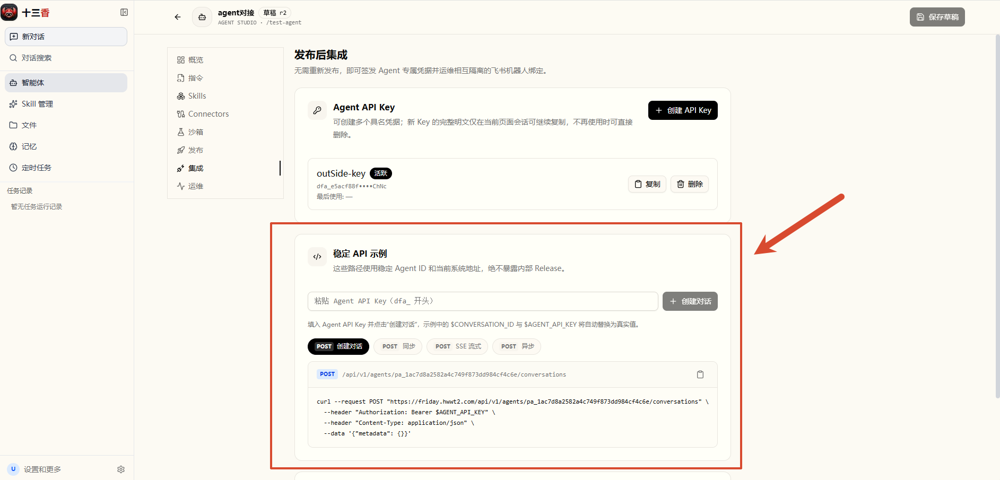 十三香
新对话
对话搜索
智能体
Skill 管理
文件
记忆
定时任务
任务记录
暂无任务运行记录
U 设置和更多
agent对接 草稿 r2
AGENT STUDIO · /test-agent
保存草稿
概览
指令
Skills
Connectors
沙箱
发布
集成
运维
发布后集成
无需重新发布，即可签发 Agent 专属凭据并运维相互隔离的飞书机器人绑定。
Agent API Key
可创建多个具名凭据；新 Key 的完整明文仅在当前页面会话可继续复制，不再使用时可直接
删除。
+ 创建 API Key
outSide-key 活跃
dfa_e5acf88f••••ChNc
最后使用: —
复制
删除
稳定 API 示例
这些路径使用稳定 Agent ID 和当前系统地址，绝不暴露内部 Release。
粘贴 Agent API Key（dfa_ 开头）
+ 创建对话
填入 Agent API Key 并点击“创建对话”，示例中的 $CONVERSATION_ID 与 $AGENT_API_KEY 将自动替换为真实值。
POST 创建对话
POST 同步
POST SSE 流式
POST 异步
POST /api/v1/agents/pa_1ac7d8a2582a4c749f873dd984cf4c6e/conversations
curl --request POST "https://friday.hwwt2.com/api/v1/agents/pa_1ac7d8a2582a4c749f873dd984cf4c6e/conversations" \
--header "Authorization: Bearer $AGENT_API_KEY" \
--header "Content-Type: application/json" \
--data '{"metadata": {}}'